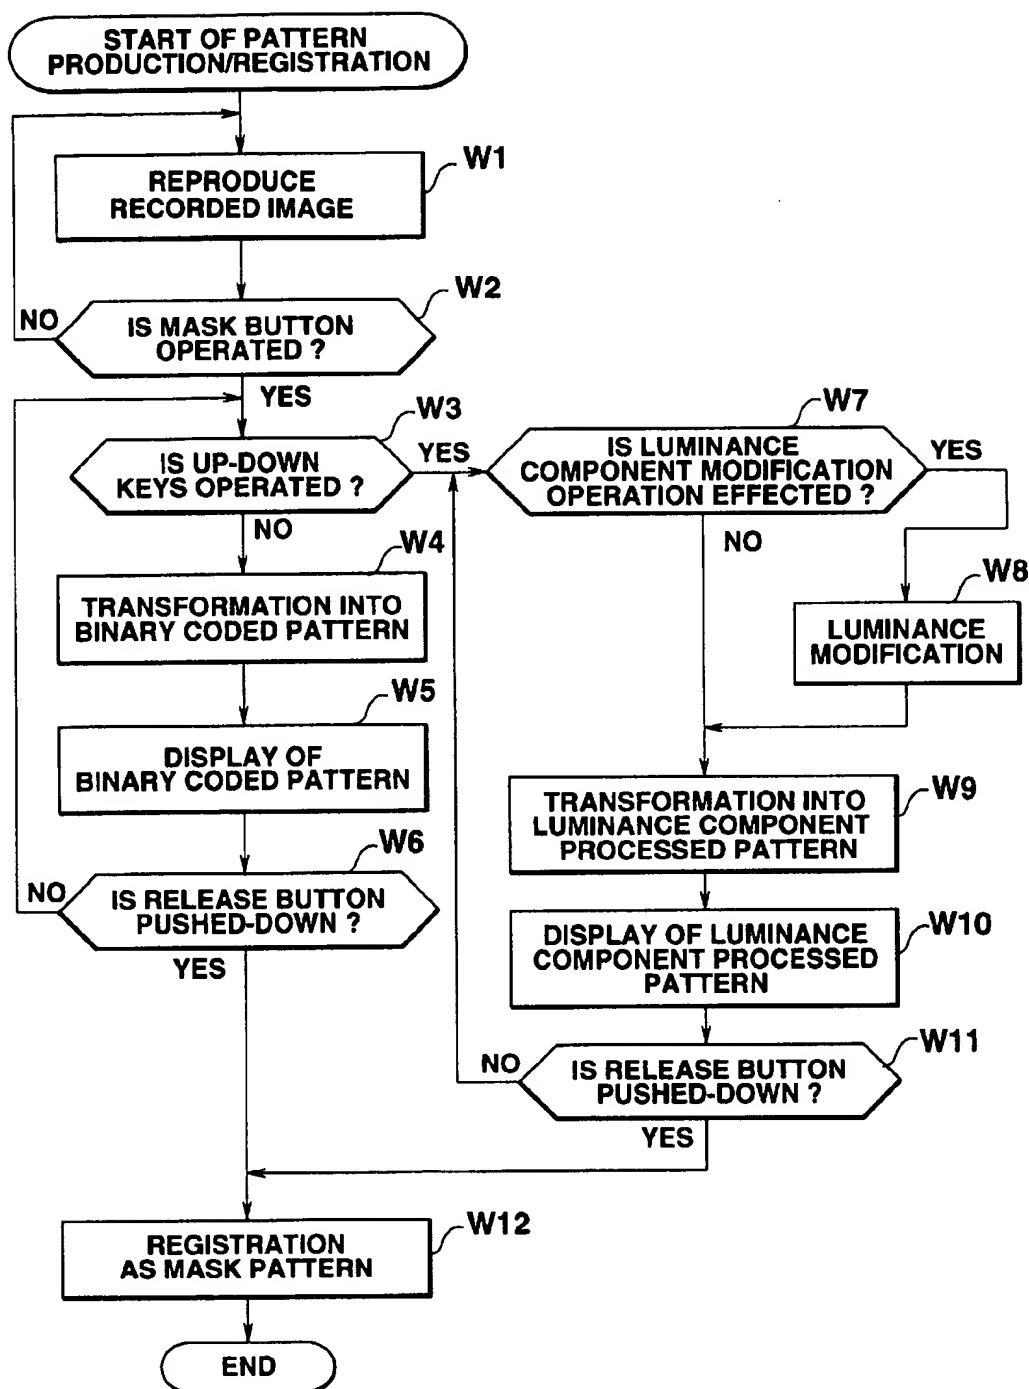 START OF PATTERN
PRODUCTION/REGISTRATION
W1
REPRODUCE
RECORDED IMAGE
W2
IS MASK BUTTON
OPERATED ?
NO
YES
W3
IS UP-DOWN
KEYS OPERATED ?
YES
NO
W4
TRANSFORMATION INTO
BINARY CODED PATTERN
W5
DISPLAY OF
BINARY CODED PATTERN
W6
IS RELEASE BUTTON
PUSHED-DOWN ?
NO
YES
W7
IS LUMINANCE
COMPONENT MODIFICATION
OPERATION EFFECTED ?
YES
NO
W8
LUMINANCE
MODIFICATION
W9
TRANSFORMATION INTO
LUMINANCE COMPONENT
PROCESSED PATTERN
W10
DISPLAY OF LUMINANCE
COMPONENT PROCESSED
PATTERN
W11
IS RELEASE BUTTON
PUSHED-DOWN ?
NO
YES
W12
REGISTRATION
AS MASK PATTERN
END